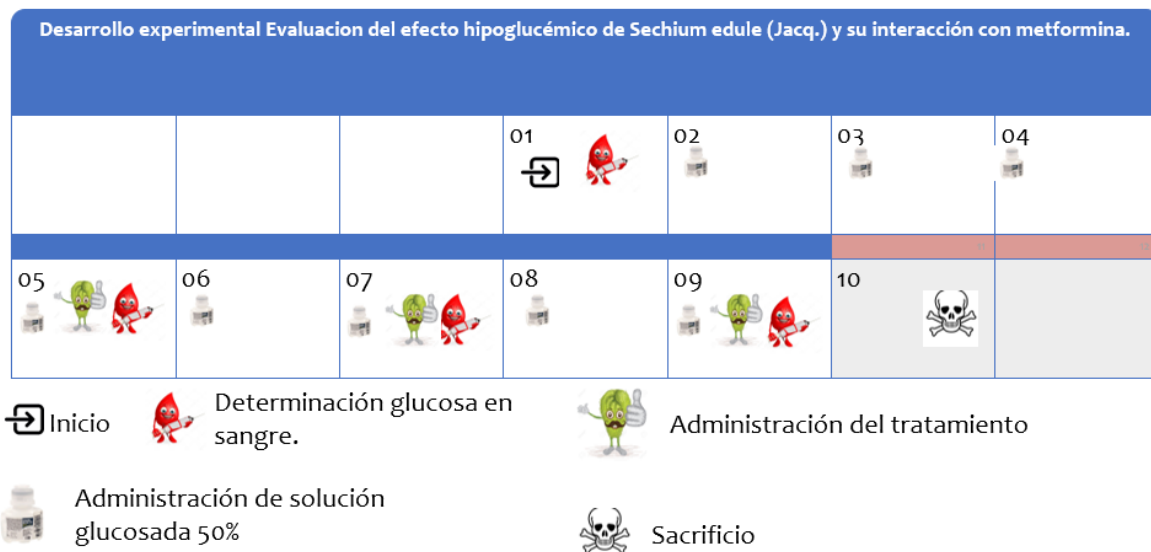 Desarrollo experimental Evaluacion del efecto hipoglucémico de Sechium edule (Jacq.) y su interacción con metformina.
01
02
03
04
05
06
07
08
09
10
Inicio
Determinación glucosa en
sangre.
Administración del tratamiento
Administración de solución
glucosada 50%
Sacrificio